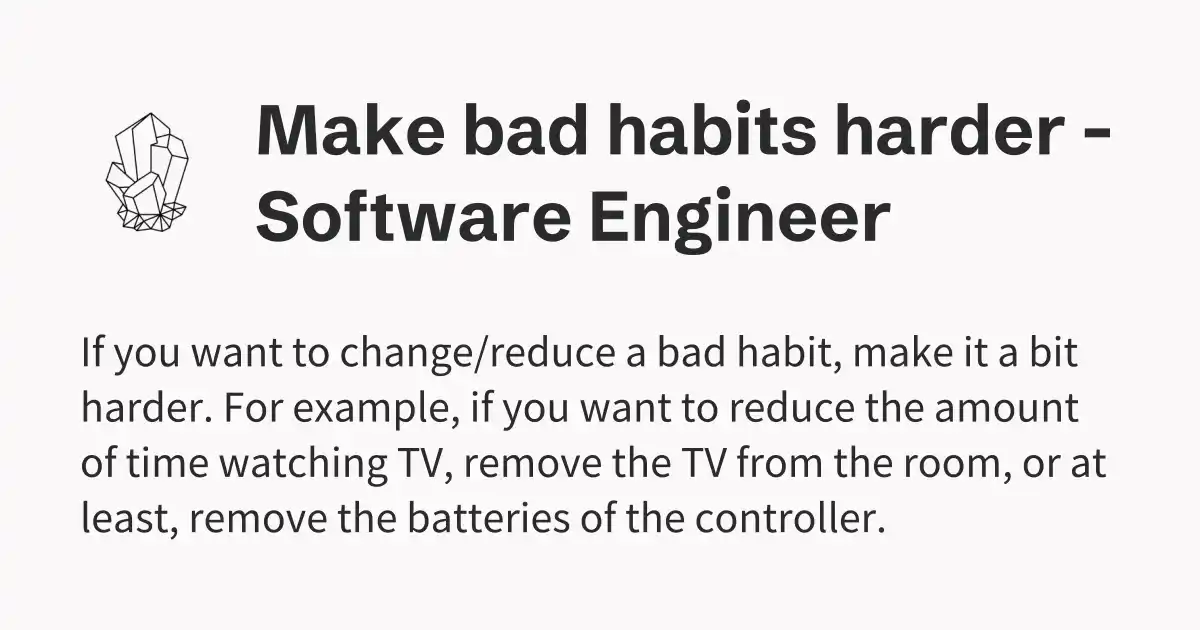 Make bad habits harder -
Software Engineer
If you want to change/reduce a bad habit, make it a bit
harder. For example, if you want to reduce the amount
of time watching TV, remove the TV from the room, or at
least, remove the batteries of the controller.